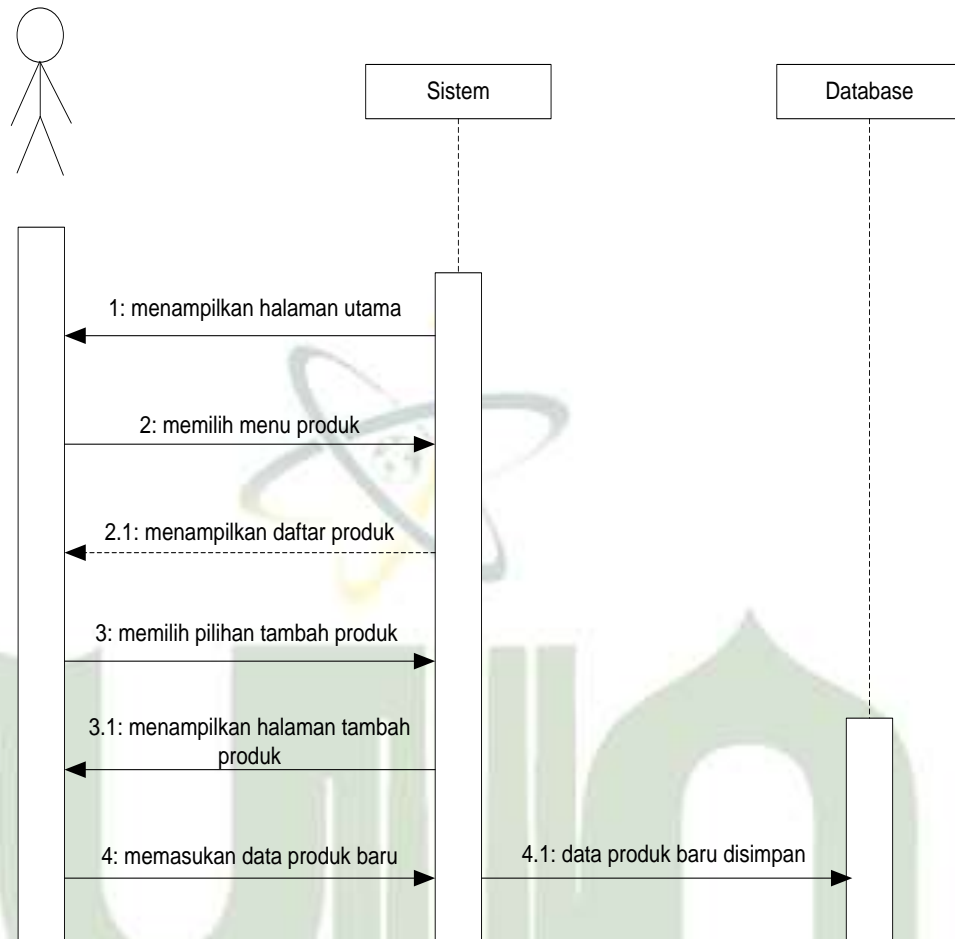 Sistem
Database
1: menampilkan halaman utama
2: memilih menu produk
2.1: menampilkan daftar produk
3: memilih pilihan tambah produk
3.1: menampilkan halaman tambah
produk
4: memasukan data produk baru
4.1: data produk baru disimpan